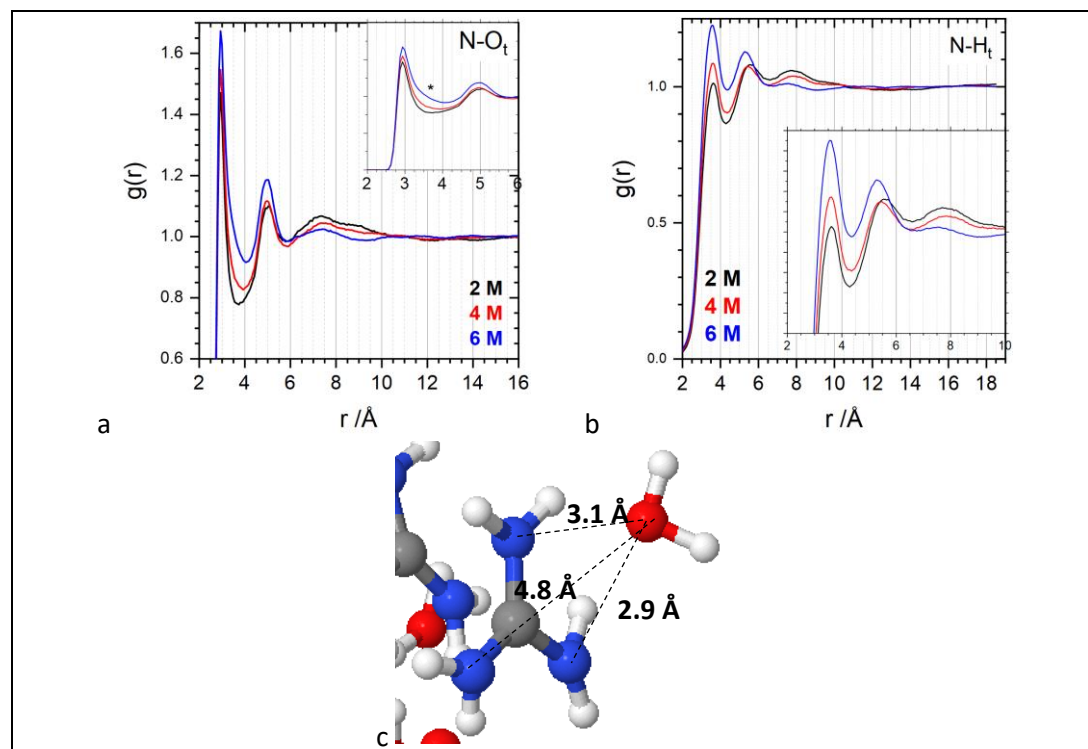 N-Oₜ
*
1.6
1.4
1.2
1.0
0.8
0.6
g(r)
2 3 4 5 6
2 M
4 M
6 M
2 4 6 8 10 12 14 16
r /Å
a
N-Hₜ
1.0
0.5
0.0
g(r)
2 M
4 M
6 M
2 4 6 8 10
2 4 6 8 10 12 14 16 18
r /Å
b
3.1 Å
4.8 Å
2.9 Å
c